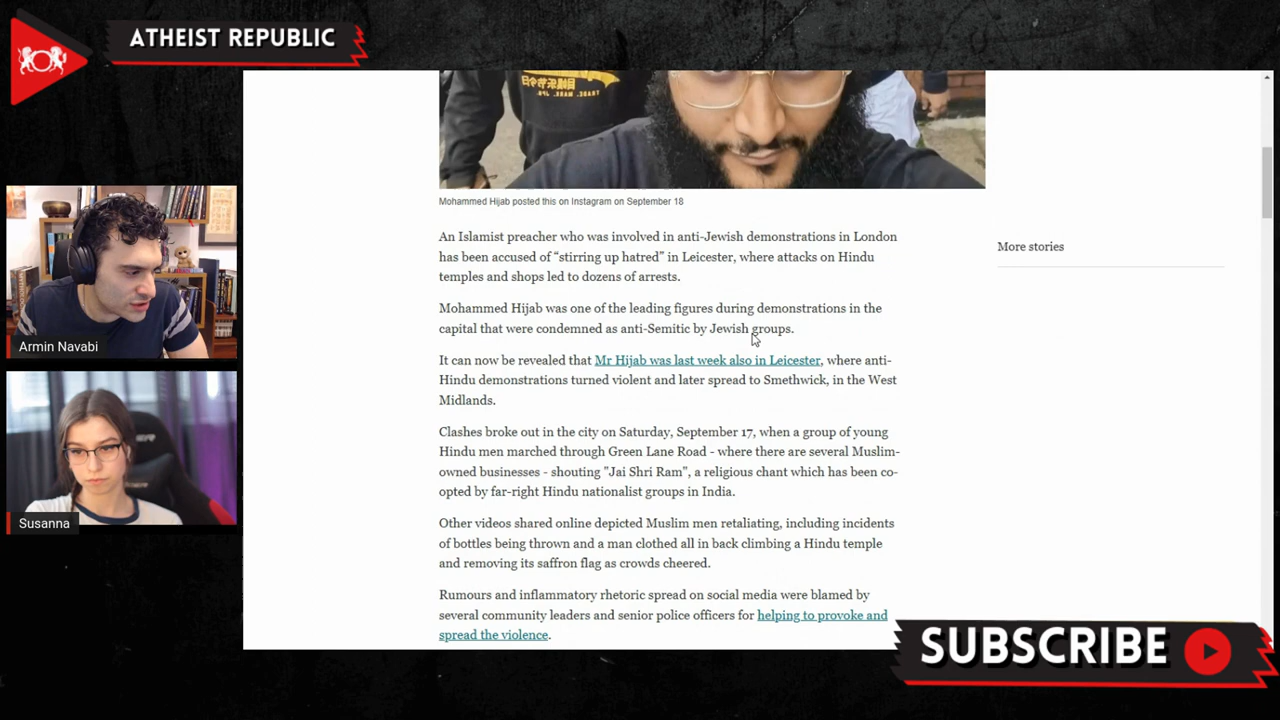 ATHEIST REPUBLIC
Mohammed Hijab posted this on Instagram on September 18
An Islamist preacher who was involved in anti-Jewish demonstrations in London
has been accused of “stirring up hatred” in Leicester, where attacks on Hindu
temples and shops led to dozens of arrests.
Mohammed Hijab was one of the leading figures during demonstrations in the
capital that were condemned as anti-Semitic by Jewish groups.
It can now be revealed that Mr Hijab was last week also in Leicester, where anti-
Hindu demonstrations turned violent and later spread to Smethwick, in the West
Midlands.
Clashes broke out in the city on Saturday, September 17, when a group of young
Hindu men marched through Green Lane Road - where there are several Muslim-
owned businesses - shouting "Jai Shri Ram", a religious chant which has been co-
opted by far-right Hindu nationalist groups in India.
Other videos shared online depicted Muslim men retaliating, including incidents
of bottles being thrown and a man clothed all in back climbing a Hindu temple
and removing its saffron flag as crowds cheered.
Rumours and inflammatory rhetoric spread on social media were blamed by
several community leaders and senior police officers for helping to provoke and
spread the violence.
More stories
Armin Navabi
Susanna
SUBSCRIBE